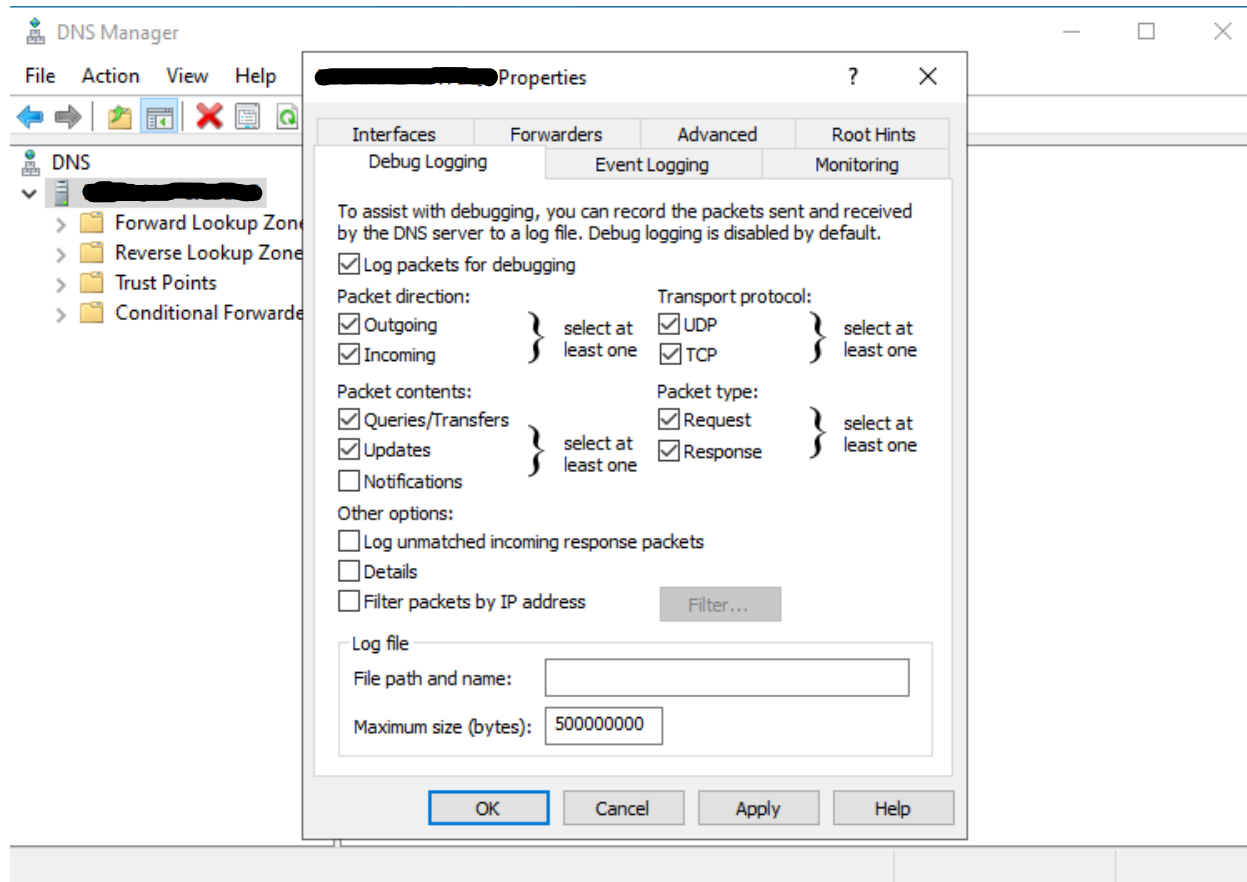 DNS Manager
File Action View Help
Properties ?
Interfaces Forwarders Advanced Root Hints
Debug Logging Event Logging Monitoring
DNS
Forward Lookup Zone
Reverse Lookup Zone
Trust Points
Conditional Forwarde
To assist with debugging, you can record the packets sent and received
by the DNS server to a log file. Debug logging is disabled by default.
Log packets for debugging
Packet direction: Transport protocol:
Outgoing select at UDP select at
Incoming least one TCP least one
Packet contents: Packet type:
Queries/Transfers Request select at
Updates select at Response least one
least one
Notifications
Other options:
Log unmatched incoming response packets
Details
Filter packets by IP address Filter...
Log file
File path and name:
Maximum size (bytes): 500000000
OK Cancel Apply Help